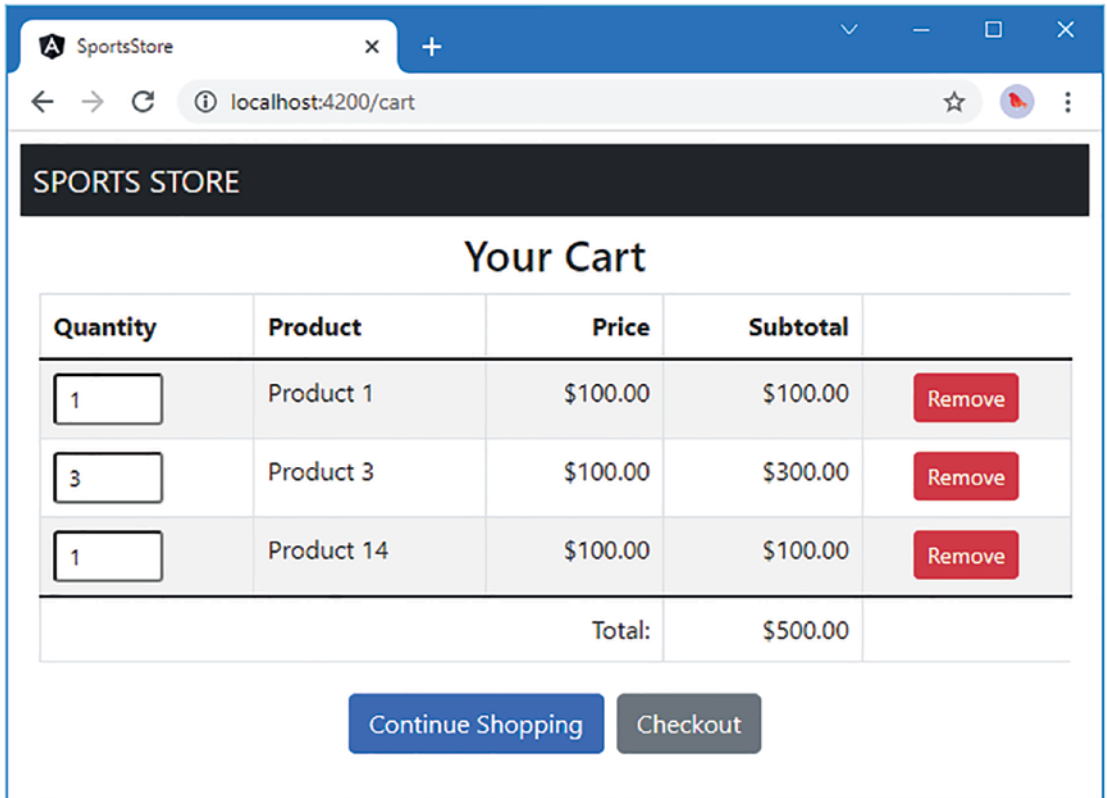 SportsStore
localhost:4200/cart
SPORTS STORE
Your Cart
Quantity Product Price Subtotal
1 Product 1 $100.00 $100.00 Remove
3 Product 3 $100.00 $300.00 Remove
1 Product 14 $100.00 $100.00 Remove
Total: $500.00
Continue Shopping Checkout